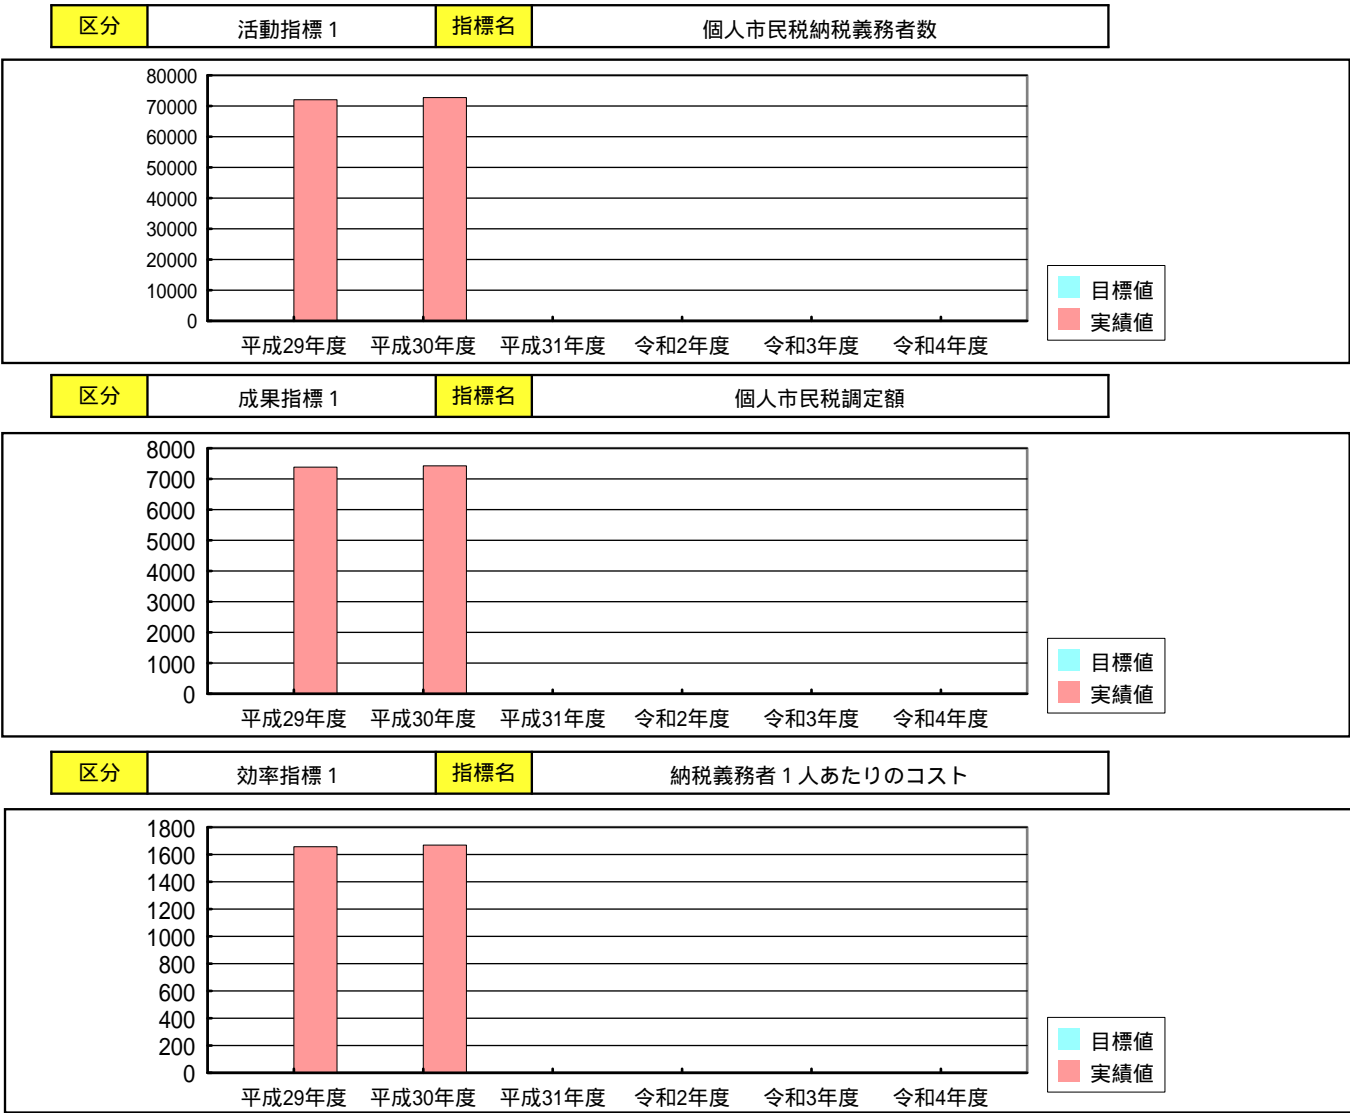 区分 活動指標１ 指標名 個人市民税納税義務者数
80000
70000
60000
50000
40000
30000
20000
10000
0
平成29年度 平成30年度 平成31年度 令和2年度 令和3年度 令和4年度
目標値
実績値
区分 成果指標１ 指標名 個人市民税調定額
8000
7000
6000
5000
4000
3000
2000
1000
0
平成29年度 平成30年度 平成31年度 令和2年度 令和3年度 令和4年度
目標値
実績値
区分 効率指標１ 指標名 納税義務者１人あたりのコスト
1800
1600
1400
1200
1000
800
600
400
200
0
平成29年度 平成30年度 平成31年度 令和2年度 令和3年度 令和4年度
目標値
実績値